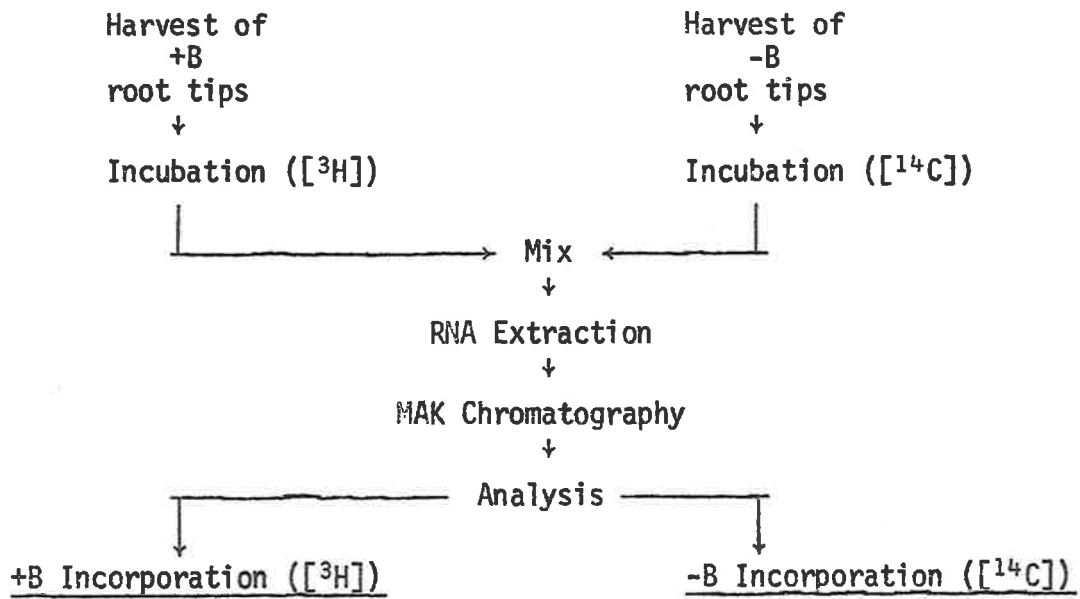 Harvest of
+B
root tips
↓
Incubation ([³H])
Harvest of
-B
root tips
↓
Incubation ([¹⁴C])
Mix
↓
RNA Extraction
↓
MAK Chromatography
↓
Analysis
+B Incorporation ([³H])
-B Incorporation ([¹⁴C])